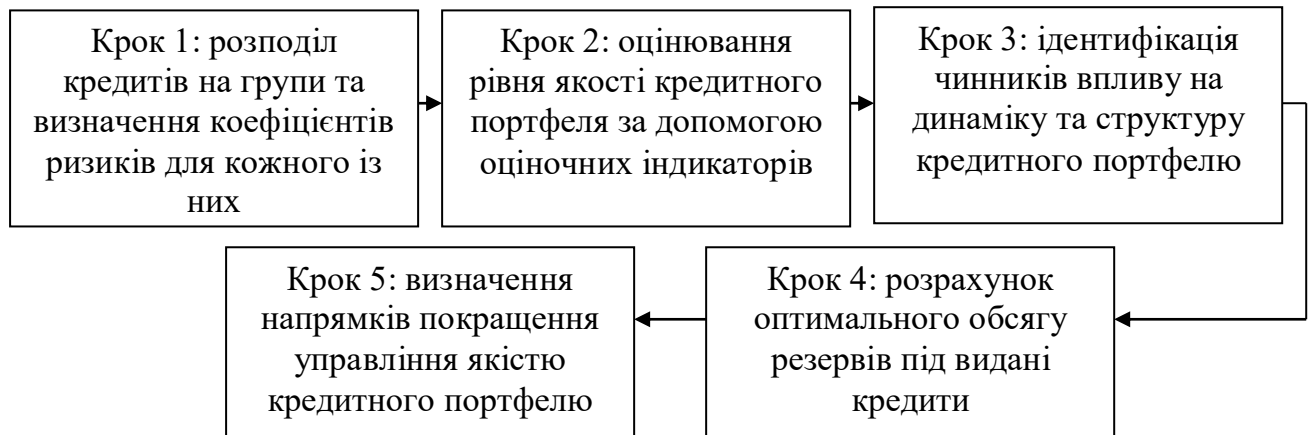 Крок 1: розподіл
кредитів на групи та
визначення коефіцієнтів
ризиків для кожного із
них
Крок 2: оцінювання
рівня якості кредитного
портфеля за допомогою
оціночних індикаторів
Крок 3: ідентифікація
чинників впливу на
динаміку та структуру
кредитного портфелю
Крок 4: розрахунок
оптимального обсягу
резервів під видані
кредити
Крок 5: визначення
напрямків покращення
управління якістю
кредитного портфелю